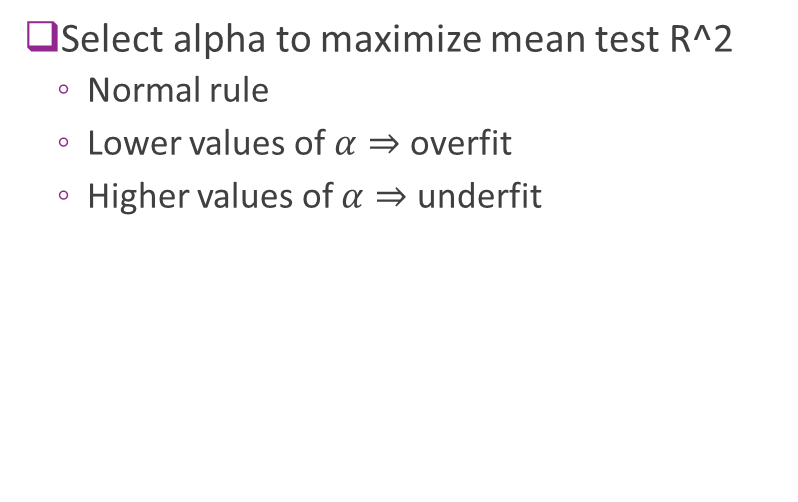 Select alpha to maximize mean test R^2
Normal rule
Lower values of α ⇒ overfit
Higher values of α ⇒ underfit